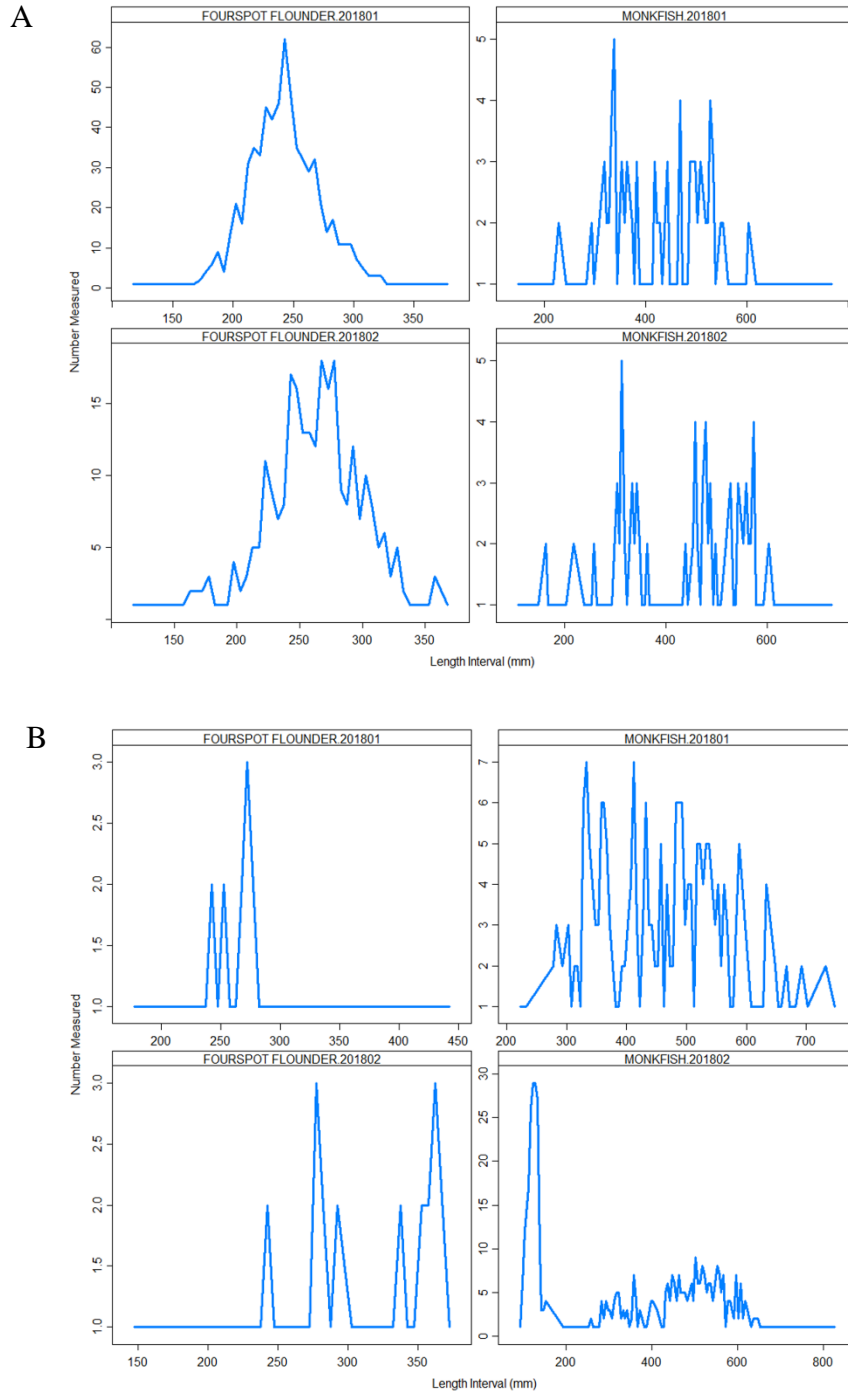 A
FOURSPOT FLOUNDER.201801
MONKFISH.201801
0 10 20 30 40 50 60
1 2 3 4 5
150 200 250 300 350
200 400 600
Number Measured
FOURSPOT FLOUNDER.201802
MONKFISH.201802
5 10 15
1 2 3 4 5
150 200 250 300 350
200 400 600
Length Interval (mm)
B
FOURSPOT FLOUNDER.201801
MONKFISH.201801
1.0 1.5 2.0 2.5 3.0
1 2 3 4 5 6 7
200 250 300 350 400 450
200 300 400 500 600 700
Number Measured
FOURSPOT FLOUNDER.201802
MONKFISH.201802
1.0 1.5 2.0 2.5 3.0
0 5 10 15 20 25 30
150 200 250 300 350
200 400 600 800
Length Interval (mm)